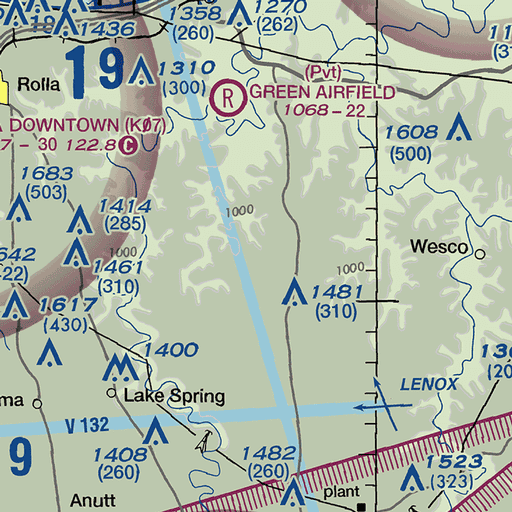 1358
(260)
1270
(262)
1436
19
1310
(300)
Rolla
(Pvt)
R
GREEN AIRFIELD
1068 - 22
DOWNTOWN (KØ7)
- 30 122.8 C
1608
(500)
1683
(503)
1414
(285)
1000
1000
1000
Wesco
1461
(310)
1617
(430)
1481
(310)
1400
Lake Spring
LENOX
V 132
9
1408
(260)
1482
(260)
1523
(323)
Anutt
plant